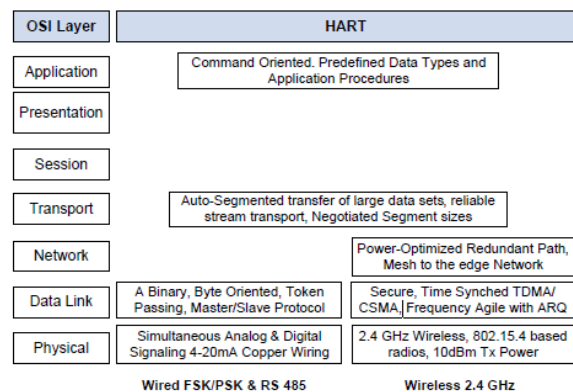 OSI Layer
HART
Application
Command Oriented. Predefined Data Types and
Application Procedures
Presentation
Session
Transport
Auto-Segmented transfer of large data sets, reliable
stream transport, Negotiated Segment sizes
Network
Power-Optimized Redundant Path,
Mesh to the edge Network
Data Link
A Binary, Byte Oriented, Token
Passing, Master/Slave Protocol
Secure, Time Synched TDMA/
CSMA, Frequency Agile with ARQ
Physical
Simultaneous Analog & Digital
Signaling 4-20mA Copper Wiring
2.4 GHz Wireless, 802.15.4 based
radios, 10dBm Tx Power
Wired FSK/PSK & RS 485
Wireless 2.4 GHz